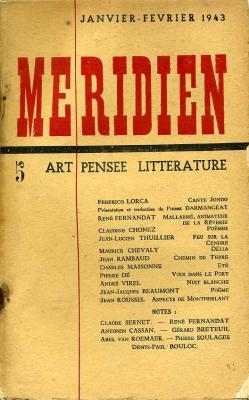 JANVIER-FEVRIER 1943
MERIDIEN
5
ART PENSEE LITTERATURE
FEDERICO LORCA CANTE JONDO
Présentation et traduction de PIERRE DARMANGEAT
RENÉ FERNANDAT MALLARMÉ, ANIMATEUR
DE LA RÊVERIE
CLAUDINE CHONEZ POÈMES
JEAN-LUCIEN THUILLIER FEU SUR LA
CENDRE
MAURICE CHEVALY DÉLIA
JEAN RAMBAUD CHEMIN DE TERRE
CHARLES MASSONNE ETÉ
PIERRE DÉ VOIX DANS LE PORT
ANDRÉ VIREL NUIT BLANCHE
JEAN-JACQUES BEAUMONT POÈME
JEAN ROUSSEL ASPECTS DE MONTHERLANT
NOTES :
CLAUDE SERNET. — RENÉ FERNANDAT
ANTONIN CASSAN. — GÉRARD BRETEUIL
ABEL VAN ROEMAER. — PIERRE SOULAGES
DENYS-PAUL BOULOC.